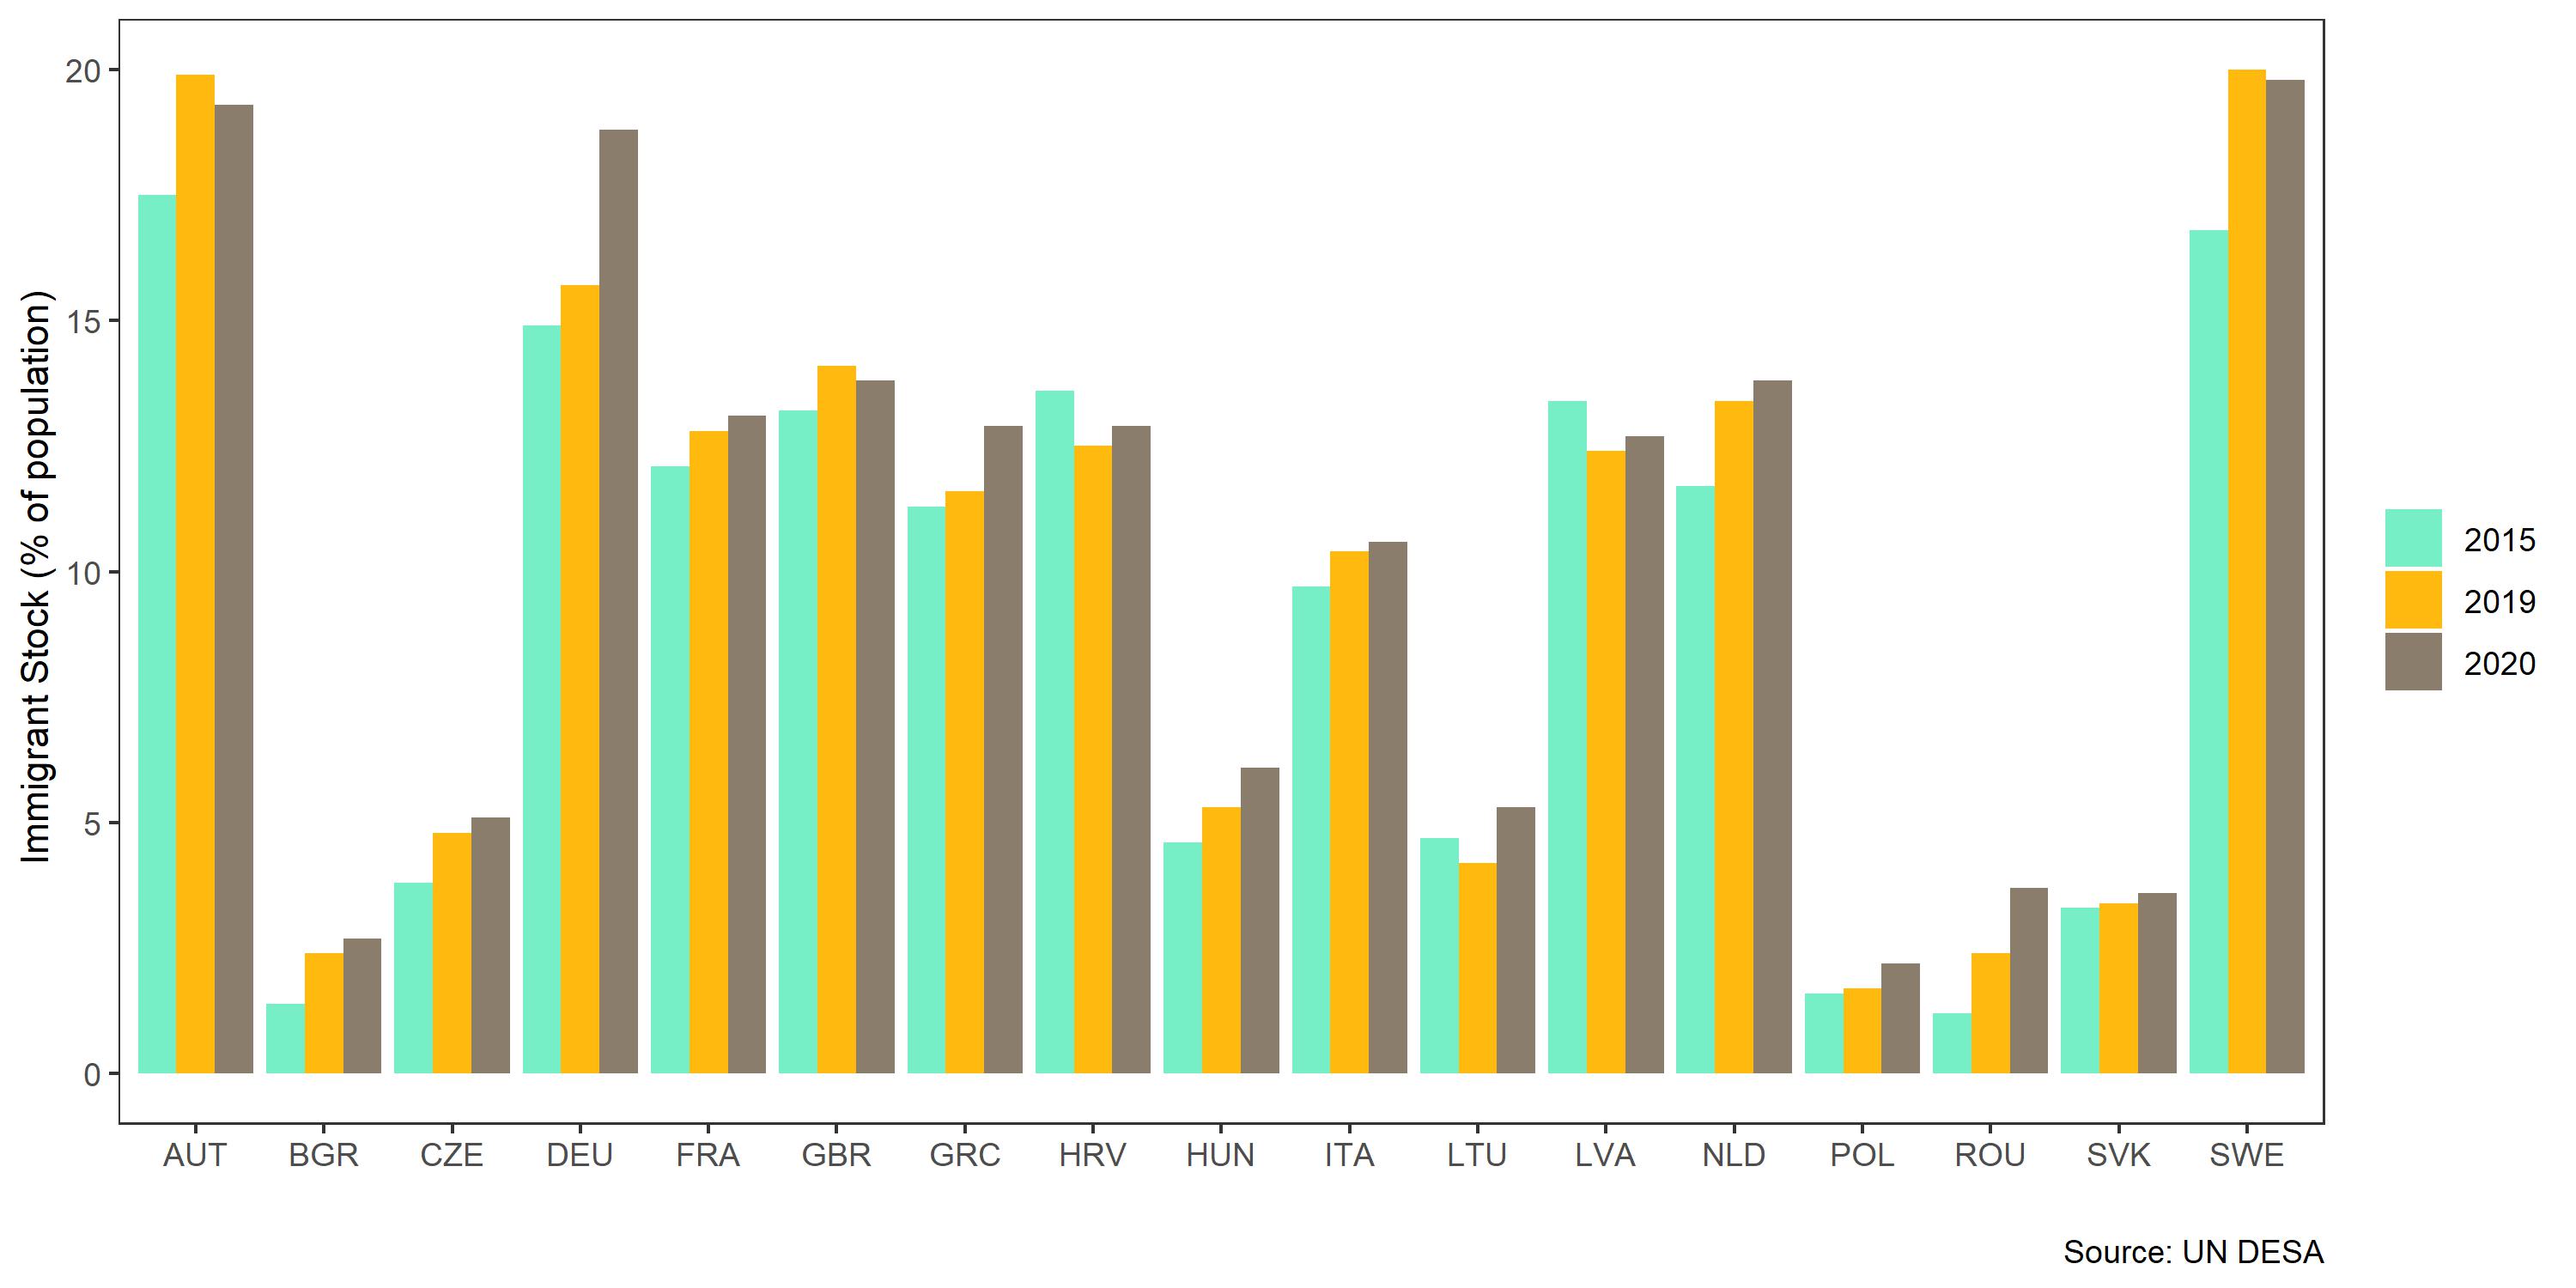 Immigrant Stock (% of population)
20
15
10
5
0
AUT BGR CZE DEU FRA GBR GRC HRV HUN ITA LTU LVA NLD POL ROU SVK SWE
2015
2019
2020
Source: UN DESA